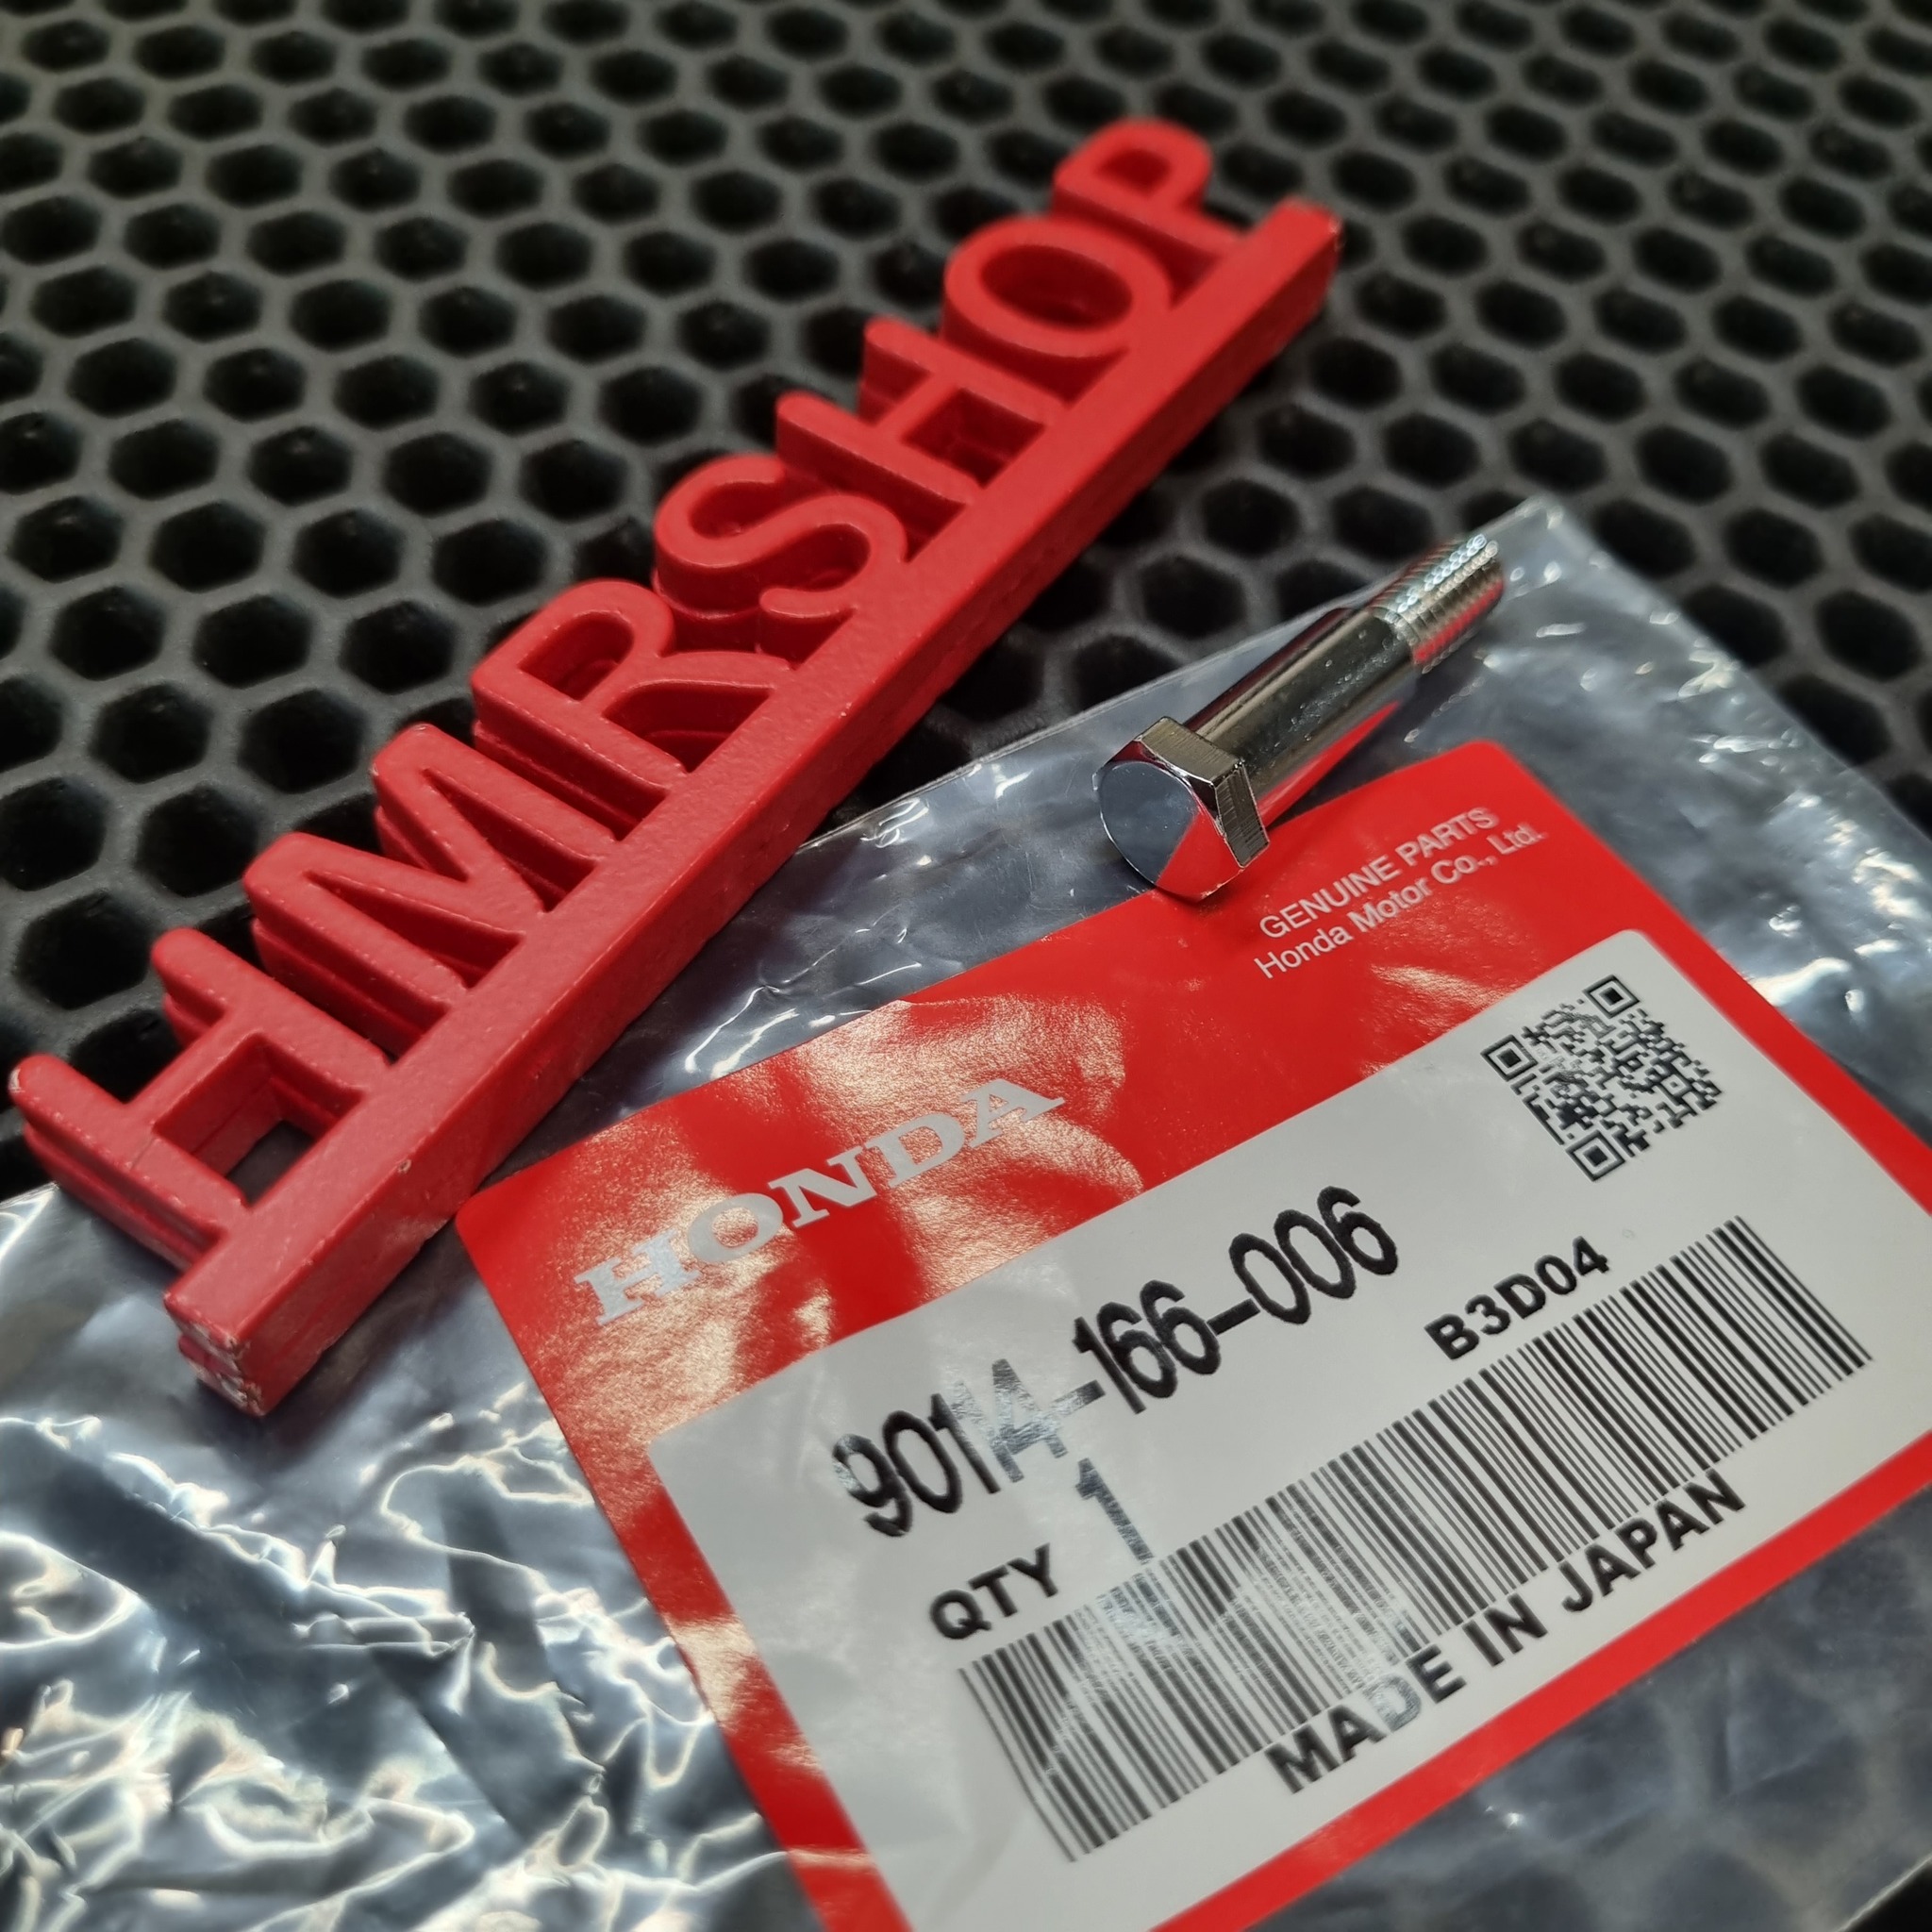 HMRSHOP
GENUINE PARTS
Honda Motor Co., Ltd.
HONDA
90114-166-006
B3D04
QTY 1
MADE IN JAPAN